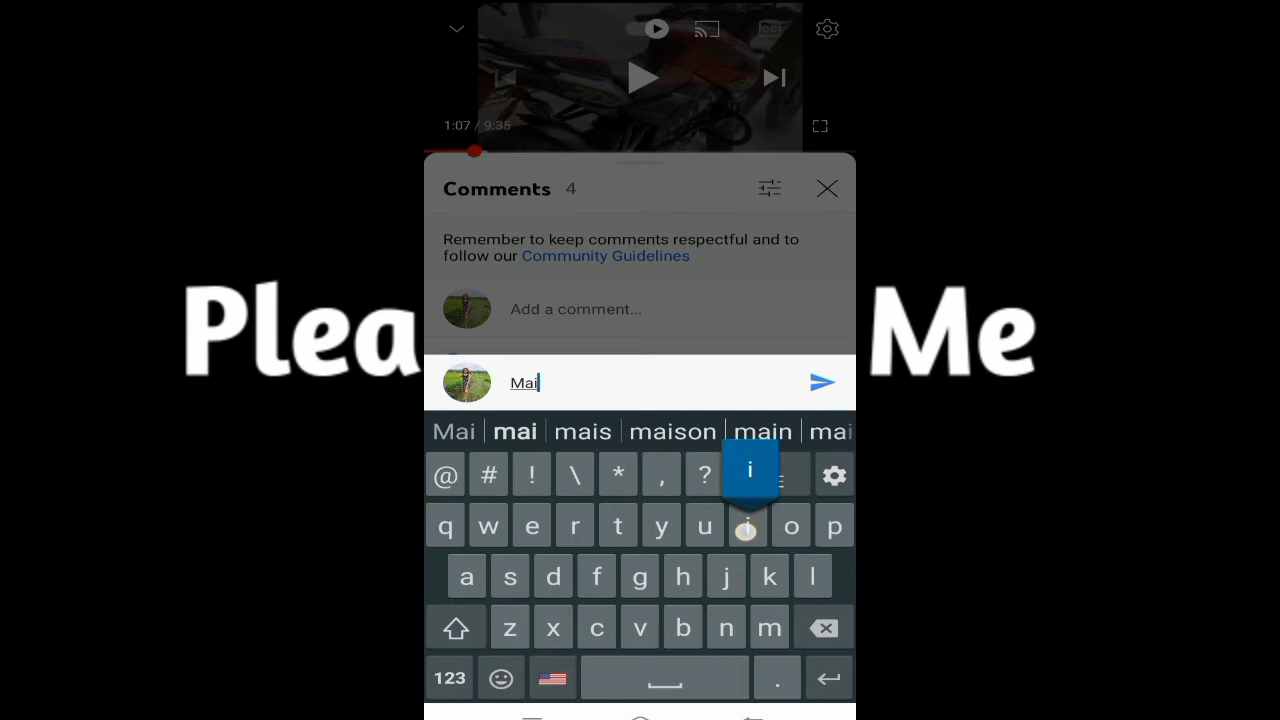 1:07 / 9:35
Comments 4
Remember to keep comments respectful and to
follow our Community Guidelines
Add a comment...
Plea Me
Mai
Mai mai mais maison main mai
i
@ # ! \ * , ?
q w e r t y u i o p
a s d f g h j k l
z x c v b n m
123 .